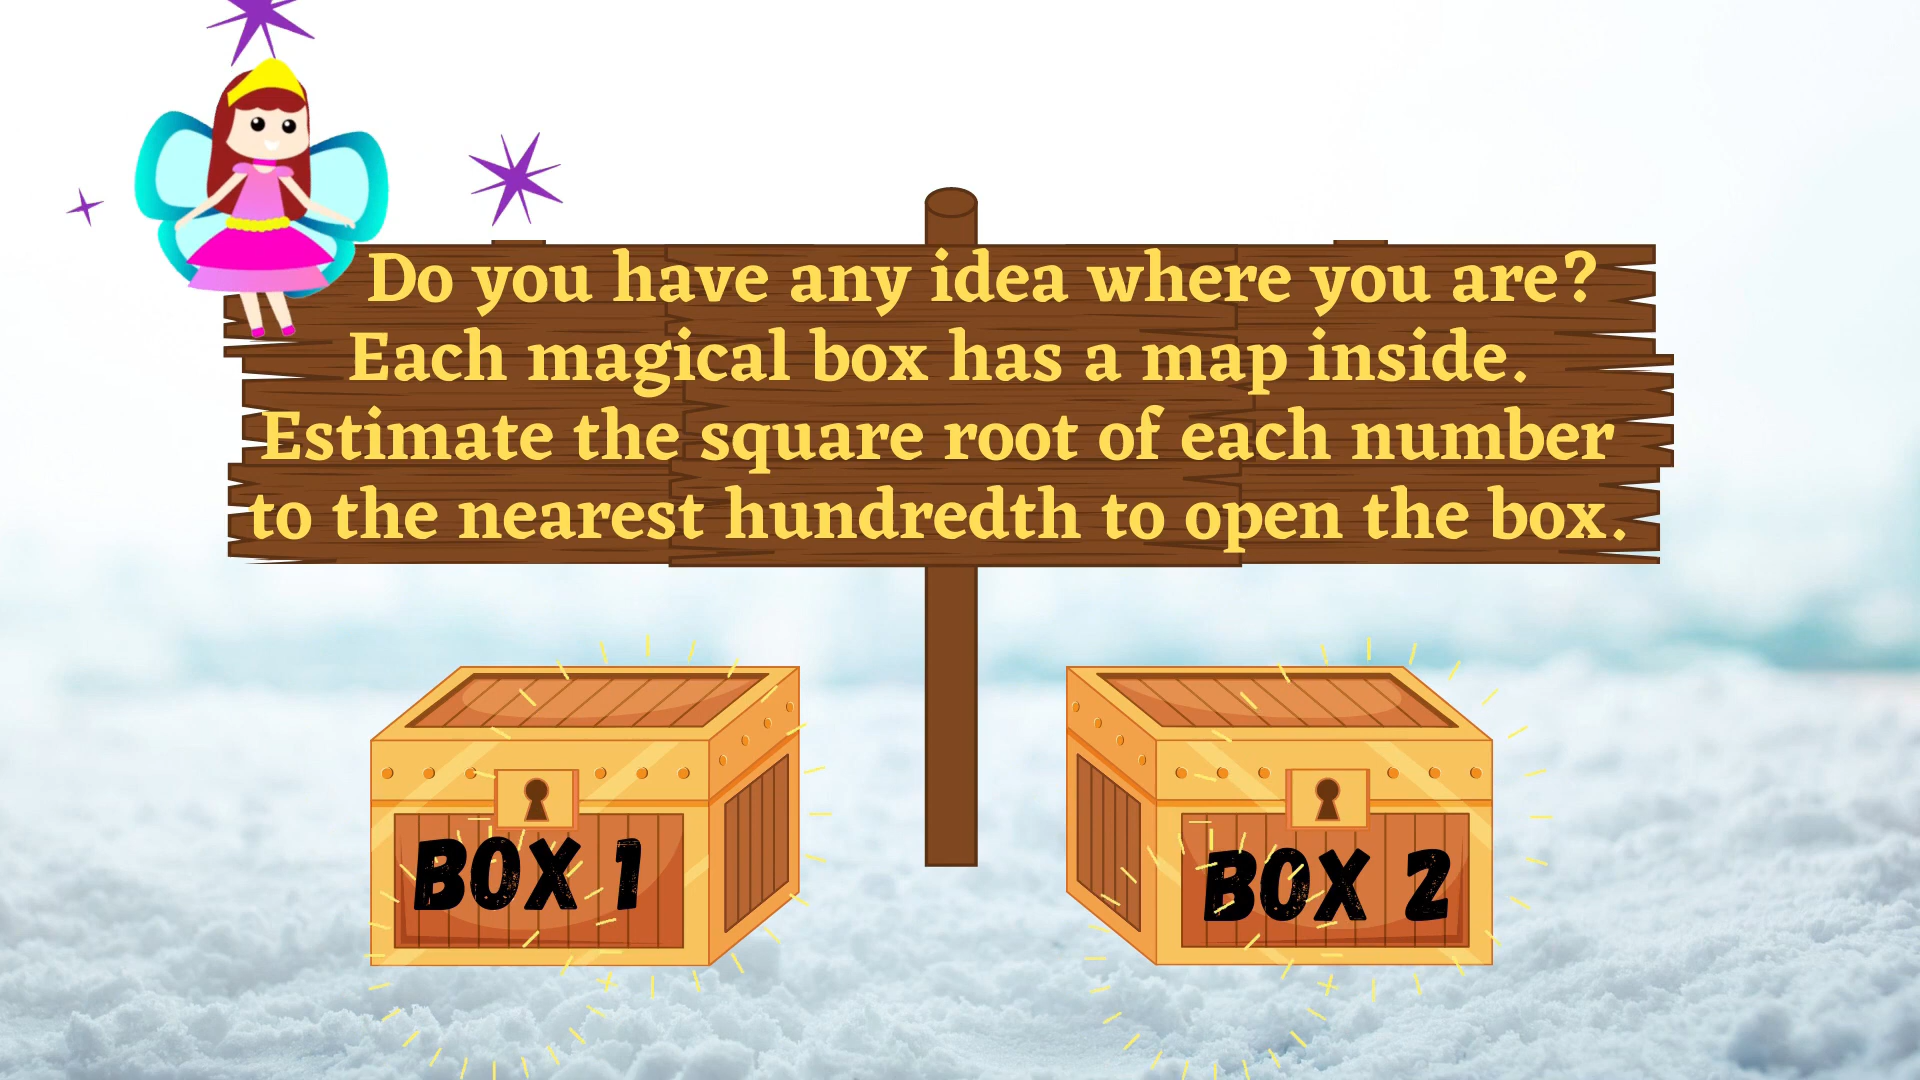 Do you have any idea where you are?
Each magical box has a map inside.
Estimate the square root of each number
to the nearest hundredth to open the box.
BOX 1
BOX 2